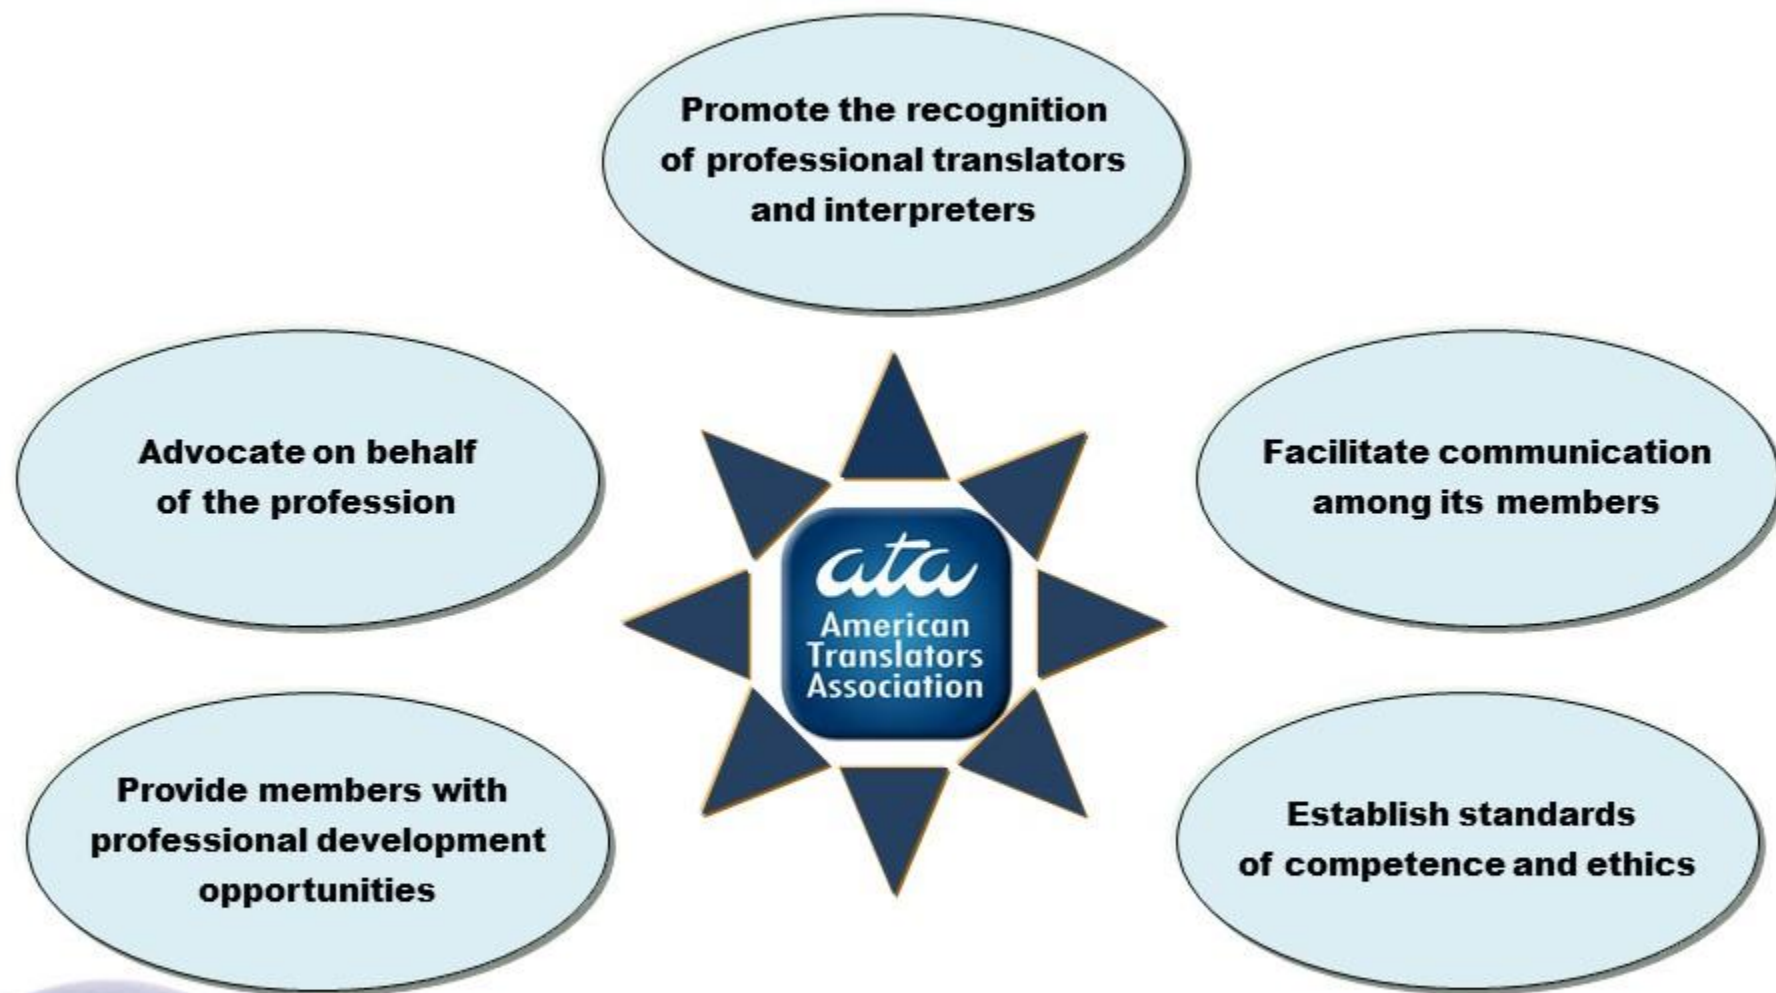 Promote the recognition
of professional translators
and interpreters
Advocate on behalf
of the profession
Facilitate communication
among its members
ata
American
Translators
Association
Provide members with
professional development
opportunities
Establish standards
of competence and ethics